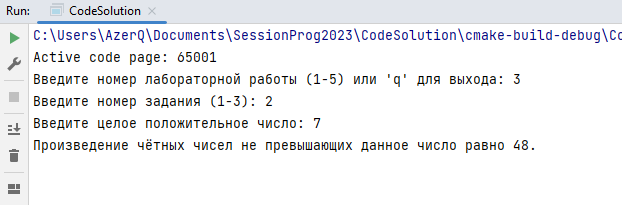 Run: CodeSolution
C:\Users\AzerQ\Documents\SessionProg2023\CodeSolution\cmake-build-debug\Co
Active code page: 65001
Введите номер лабораторной работы (1-5) или 'q' для выхода: 3
Введите номер задания (1-3): 2
Введите целое положительное число: 7
Произведение чётных чисел не превышающих данное число равно 48.